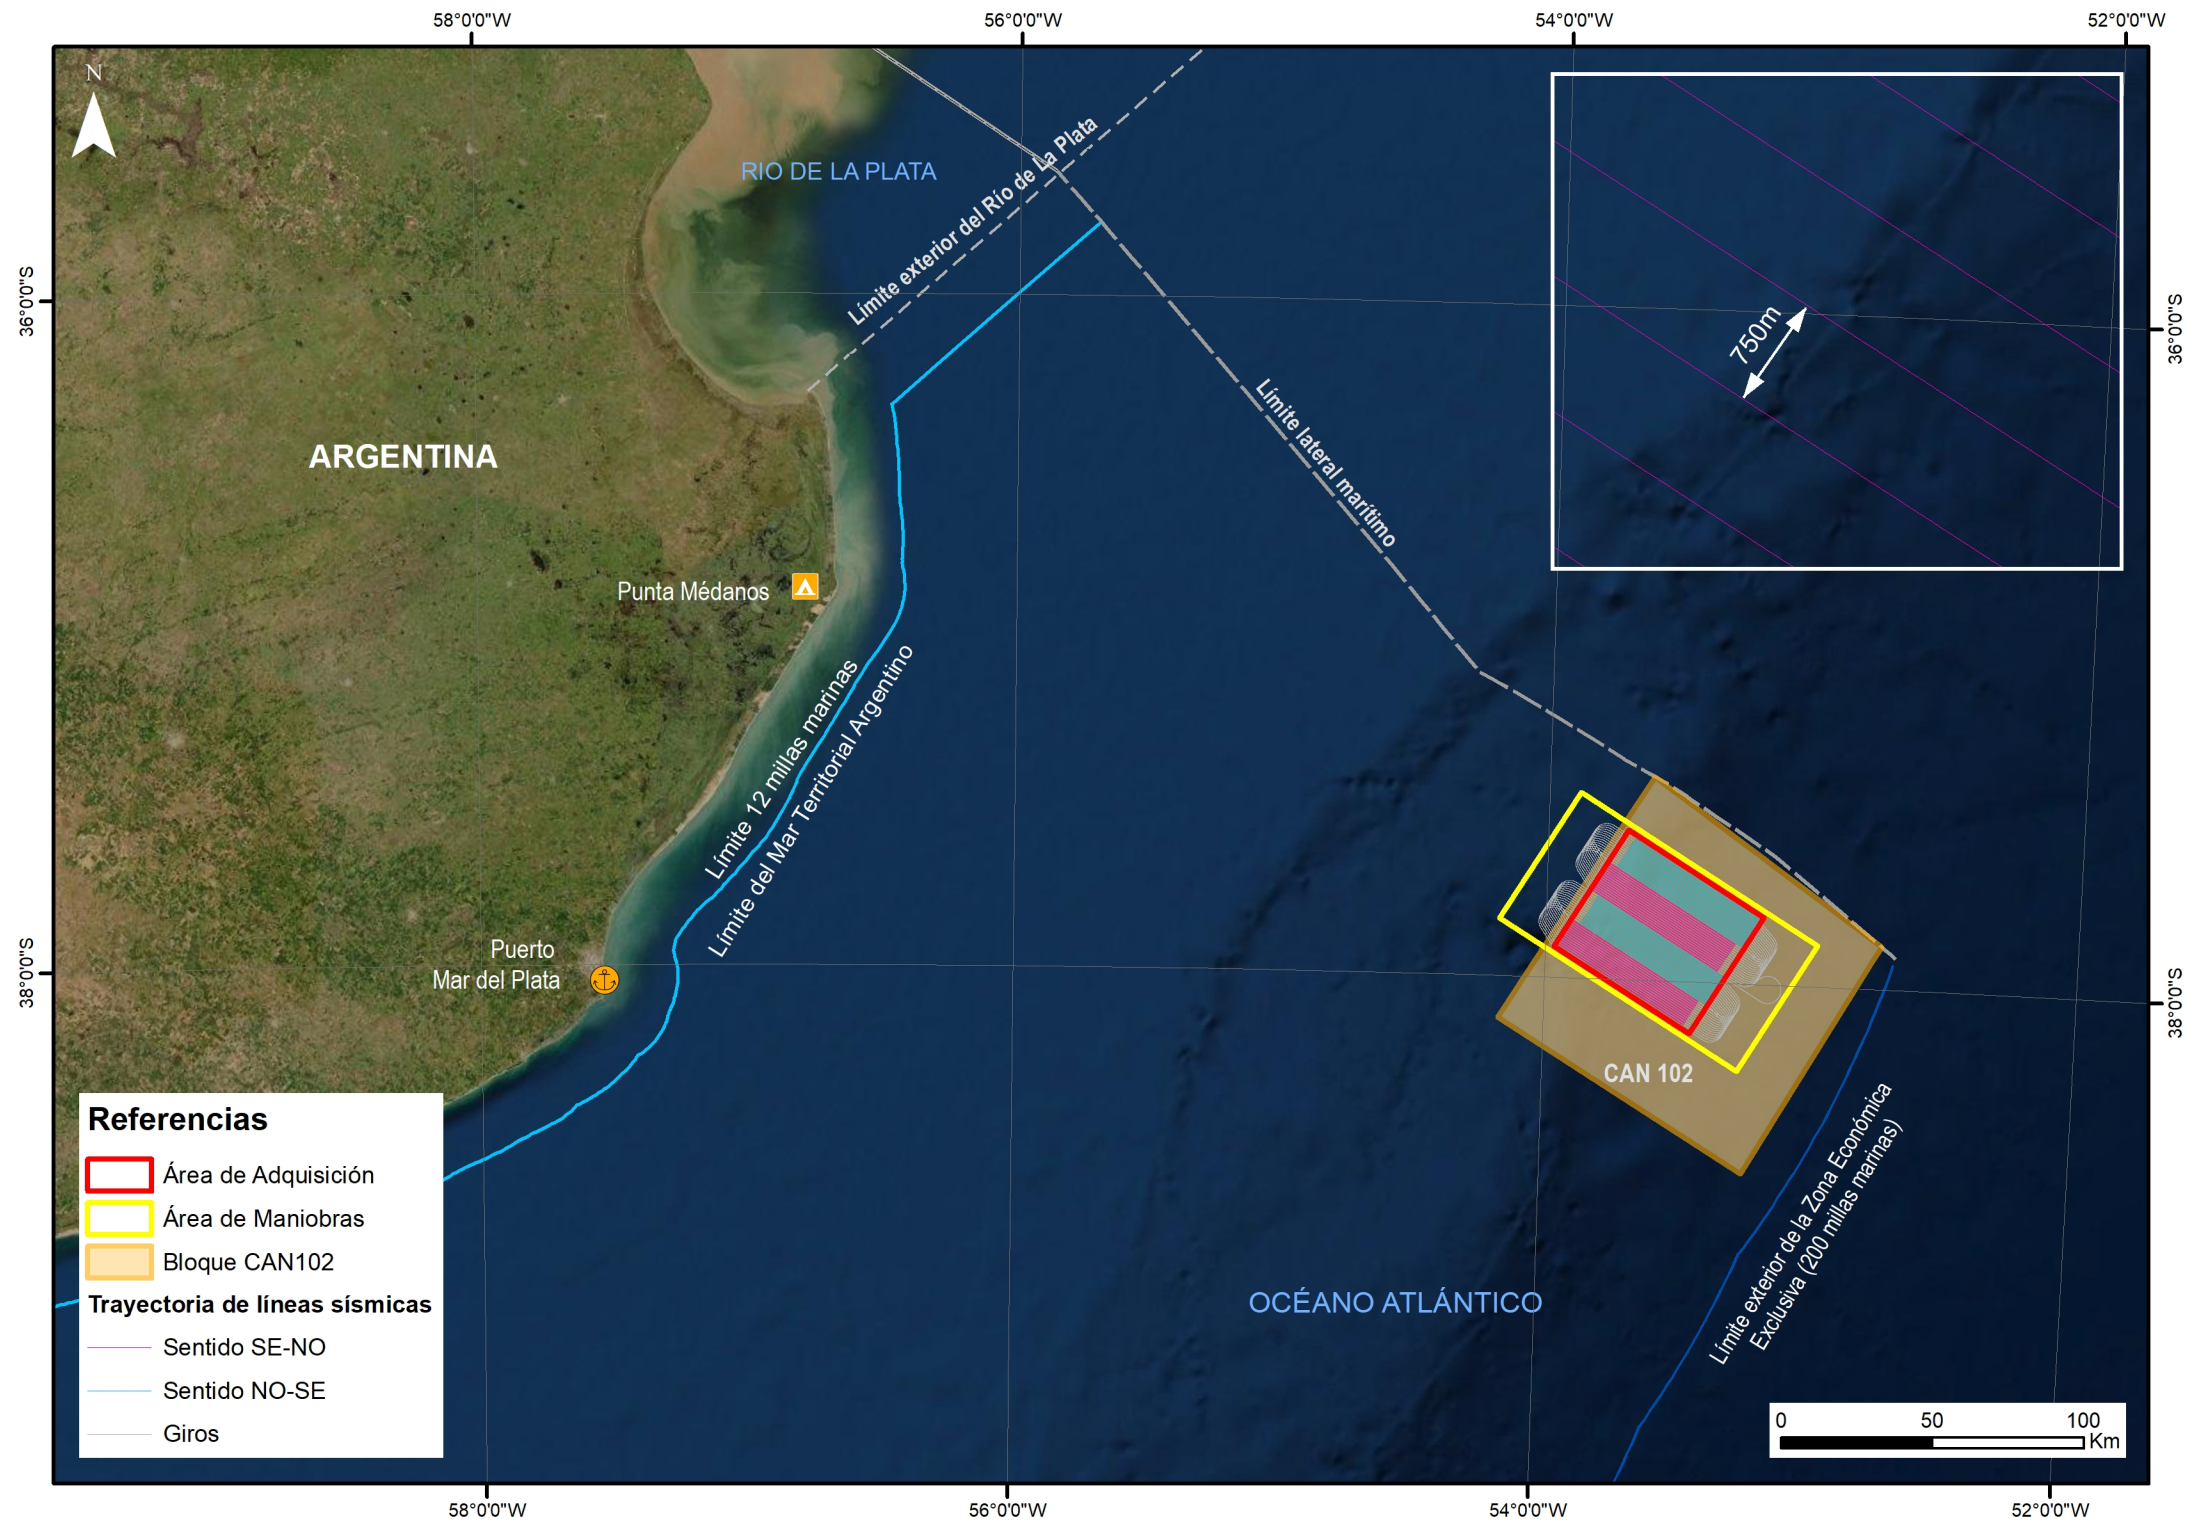 58°0'0"W
56°0'0"W
54°0'0"W
52°0'0"W
N
RIO DE LA PLATA
Límite exterior del Río de La Plata
36°0'0"S
36°0'0"S
750m
ARGENTINA
Límite lateral marítimo
Punta Médanos
Límite 12 millas marinas
Límite del Mar Territorial Argentino
Puerto
Mar del Plata
38°0'0"S
38°0'0"S
CAN 102
Límite exterior de la Zona Económica
Exclusiva (200 millas marinas)
OCÉANO ATLÁNTICO
Referencias
Área de Adquisición
Área de Maniobras
Bloque CAN102
Trayectoria de líneas sísmicas
Sentido SE-NO
Sentido NO-SE
Giros
0 50 100
Km
58°0'0"W
56°0'0"W
54°0'0"W
52°0'0"W